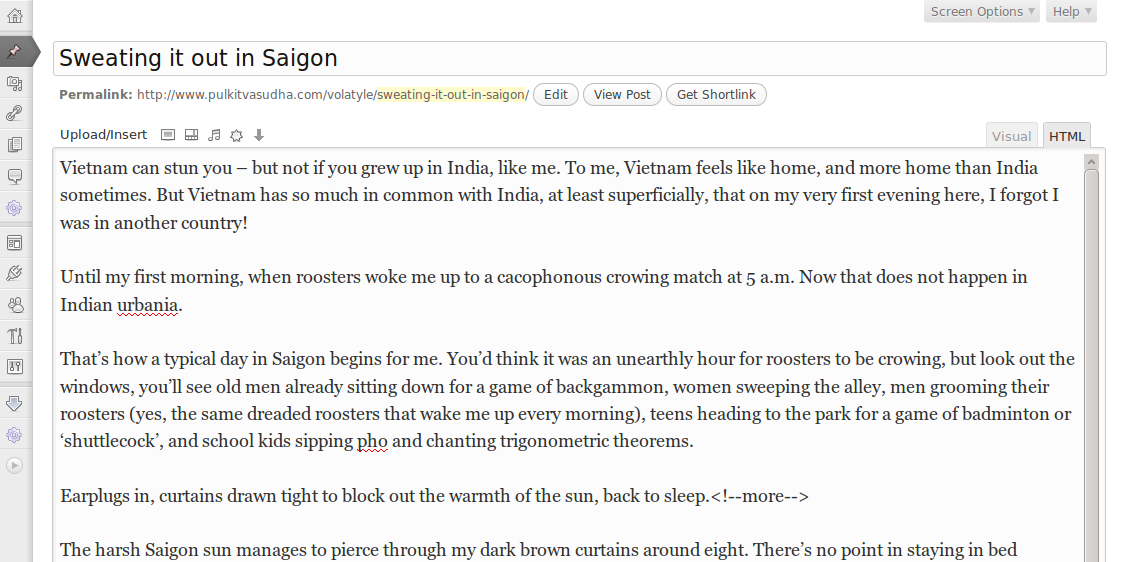 Screen Options Help
Sweating it out in Saigon
Permalink: http://www.pulkitvasudha.com/volatyle/sweating-it-out-in-saigon/ Edit View Post Get Shortlink
Upload/Insert Visual HTML
Vietnam can stun you – but not if you grew up in India, like me. To me, Vietnam feels like home, and more home than India
sometimes. But Vietnam has so much in common with India, at least superficially, that on my very first evening here, I forgot I
was in another country!
Until my first morning, when roosters woke me up to a cacophonous crowing match at 5 a.m. Now that does not happen in
Indian urbania.
That’s how a typical day in Saigon begins for me. You’d think it was an unearthly hour for roosters to be crowing, but look out the
windows, you’ll see old men already sitting down for a game of backgammon, women sweeping the alley, men grooming their
roosters (yes, the same dreaded roosters that wake me up every morning), teens heading to the park for a game of badminton or
‘shuttlecock’, and school kids sipping pho and chanting trigonometric theorems.
Earplugs in, curtains drawn tight to block out the warmth of the sun, back to sleep.<!--more-->
The harsh Saigon sun manages to pierce through my dark brown curtains around eight. There’s no point in staying in bed